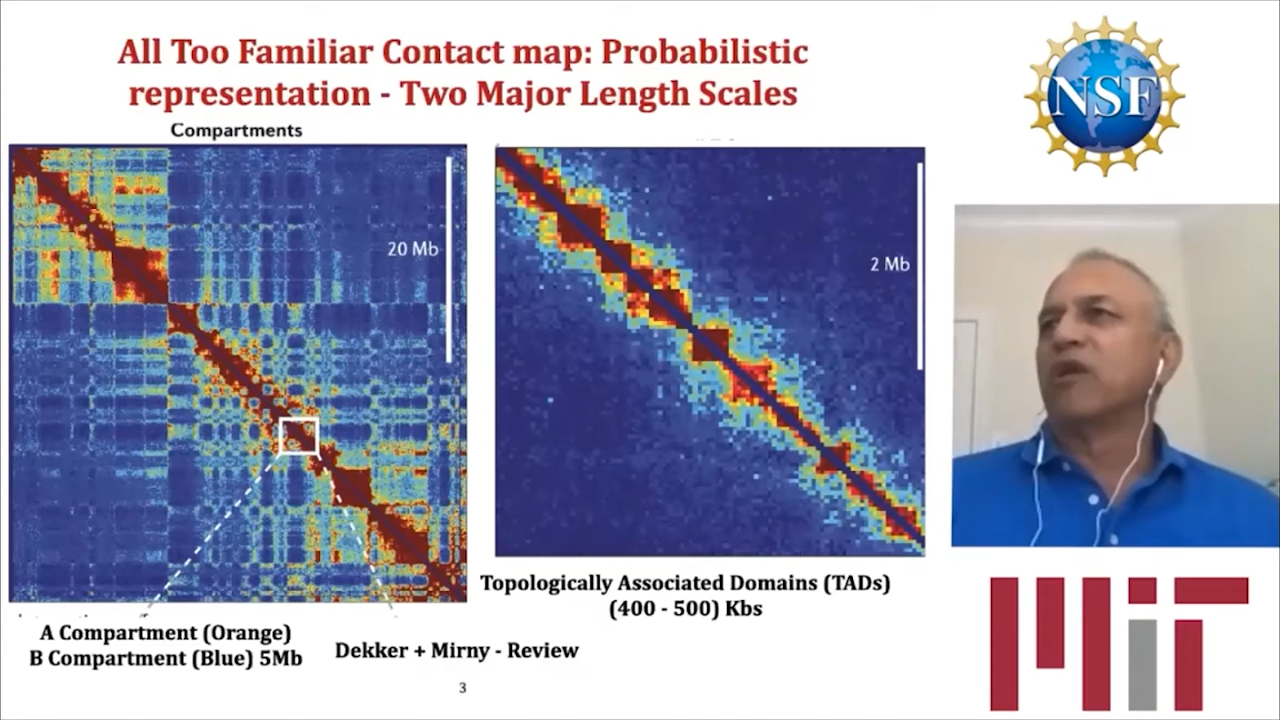 All Too Familiar Contact map: Probabilistic
representation - Two Major Length Scales
Compartments
20 Mb
2 Mb
NSF
Topologically Associated Domains (TADs)
(400 - 500) Kbs
A Compartment (Orange)
B Compartment (Blue) 5Mb
Dekker + Mirny - Review
3
MIT